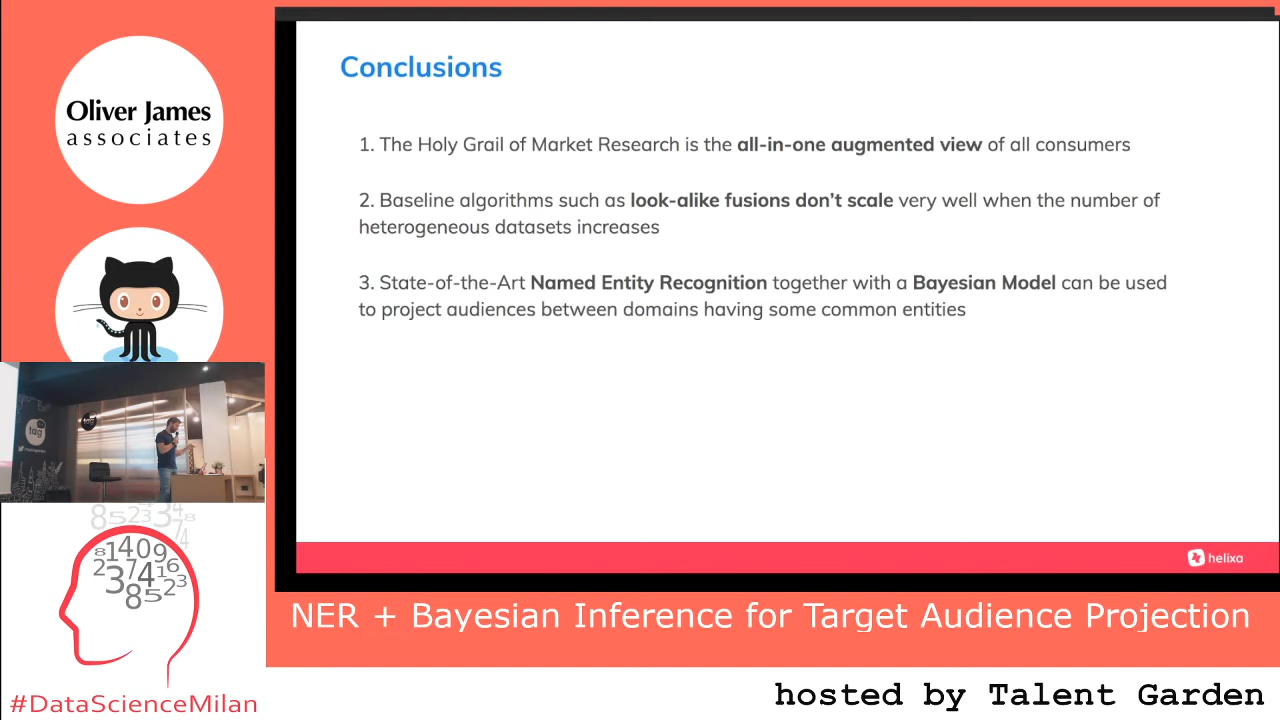 Oliver James
associates
Conclusions
1. The Holy Grail of Market Research is the all-in-one augmented view of all consumers
2. Baseline algorithms such as look-alike fusions don't scale very well when the number of
heterogeneous datasets increases
3. State-of-the-Art Named Entity Recognition together with a Bayesian Model can be used
to project audiences between domains having some common entities
helixa
tag
NER + Bayesian Inference for Target Audience Projection
#DataScienceMilan
hosted by Talent Garden